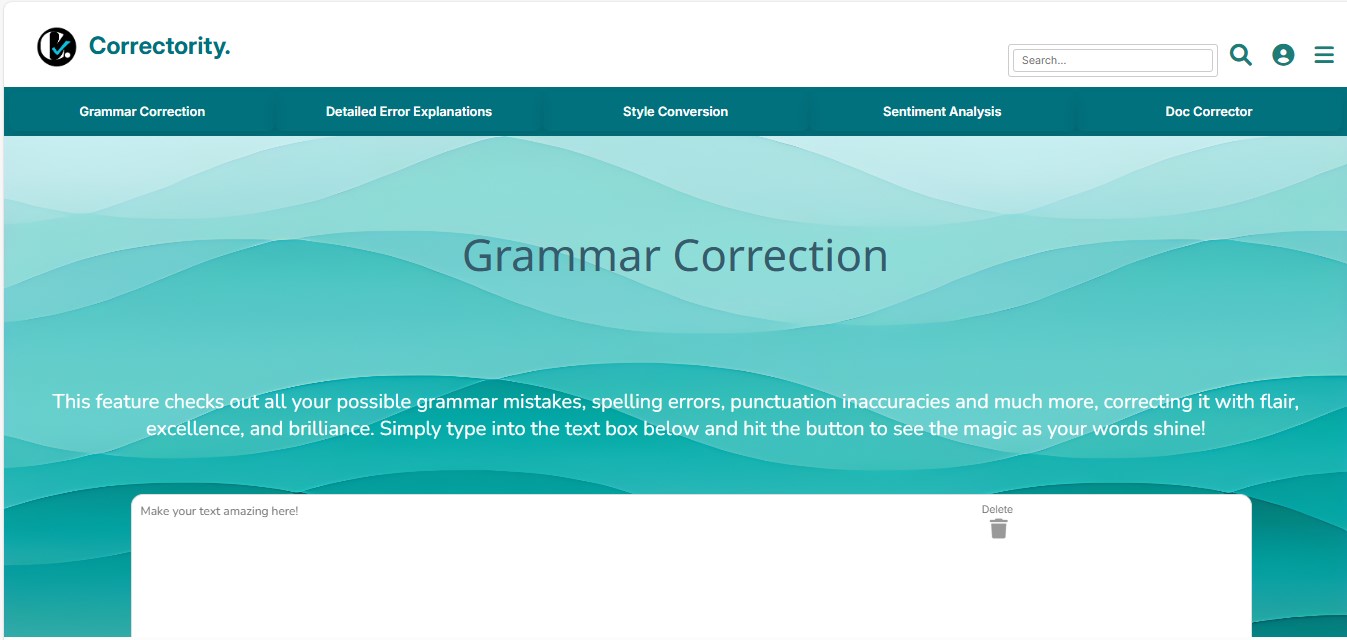 Correctority.
Search...
Grammar Correction
Detailed Error Explanations
Style Conversion
Sentiment Analysis
Doc Corrector
Grammar Correction
This feature checks out all your possible grammar mistakes, spelling errors, punctuation inaccuracies and much more, correcting it with flair,
excellence, and brilliance. Simply type into the text box below and hit the button to see the magic as your words shine!
Make your text amazing here!
Delete